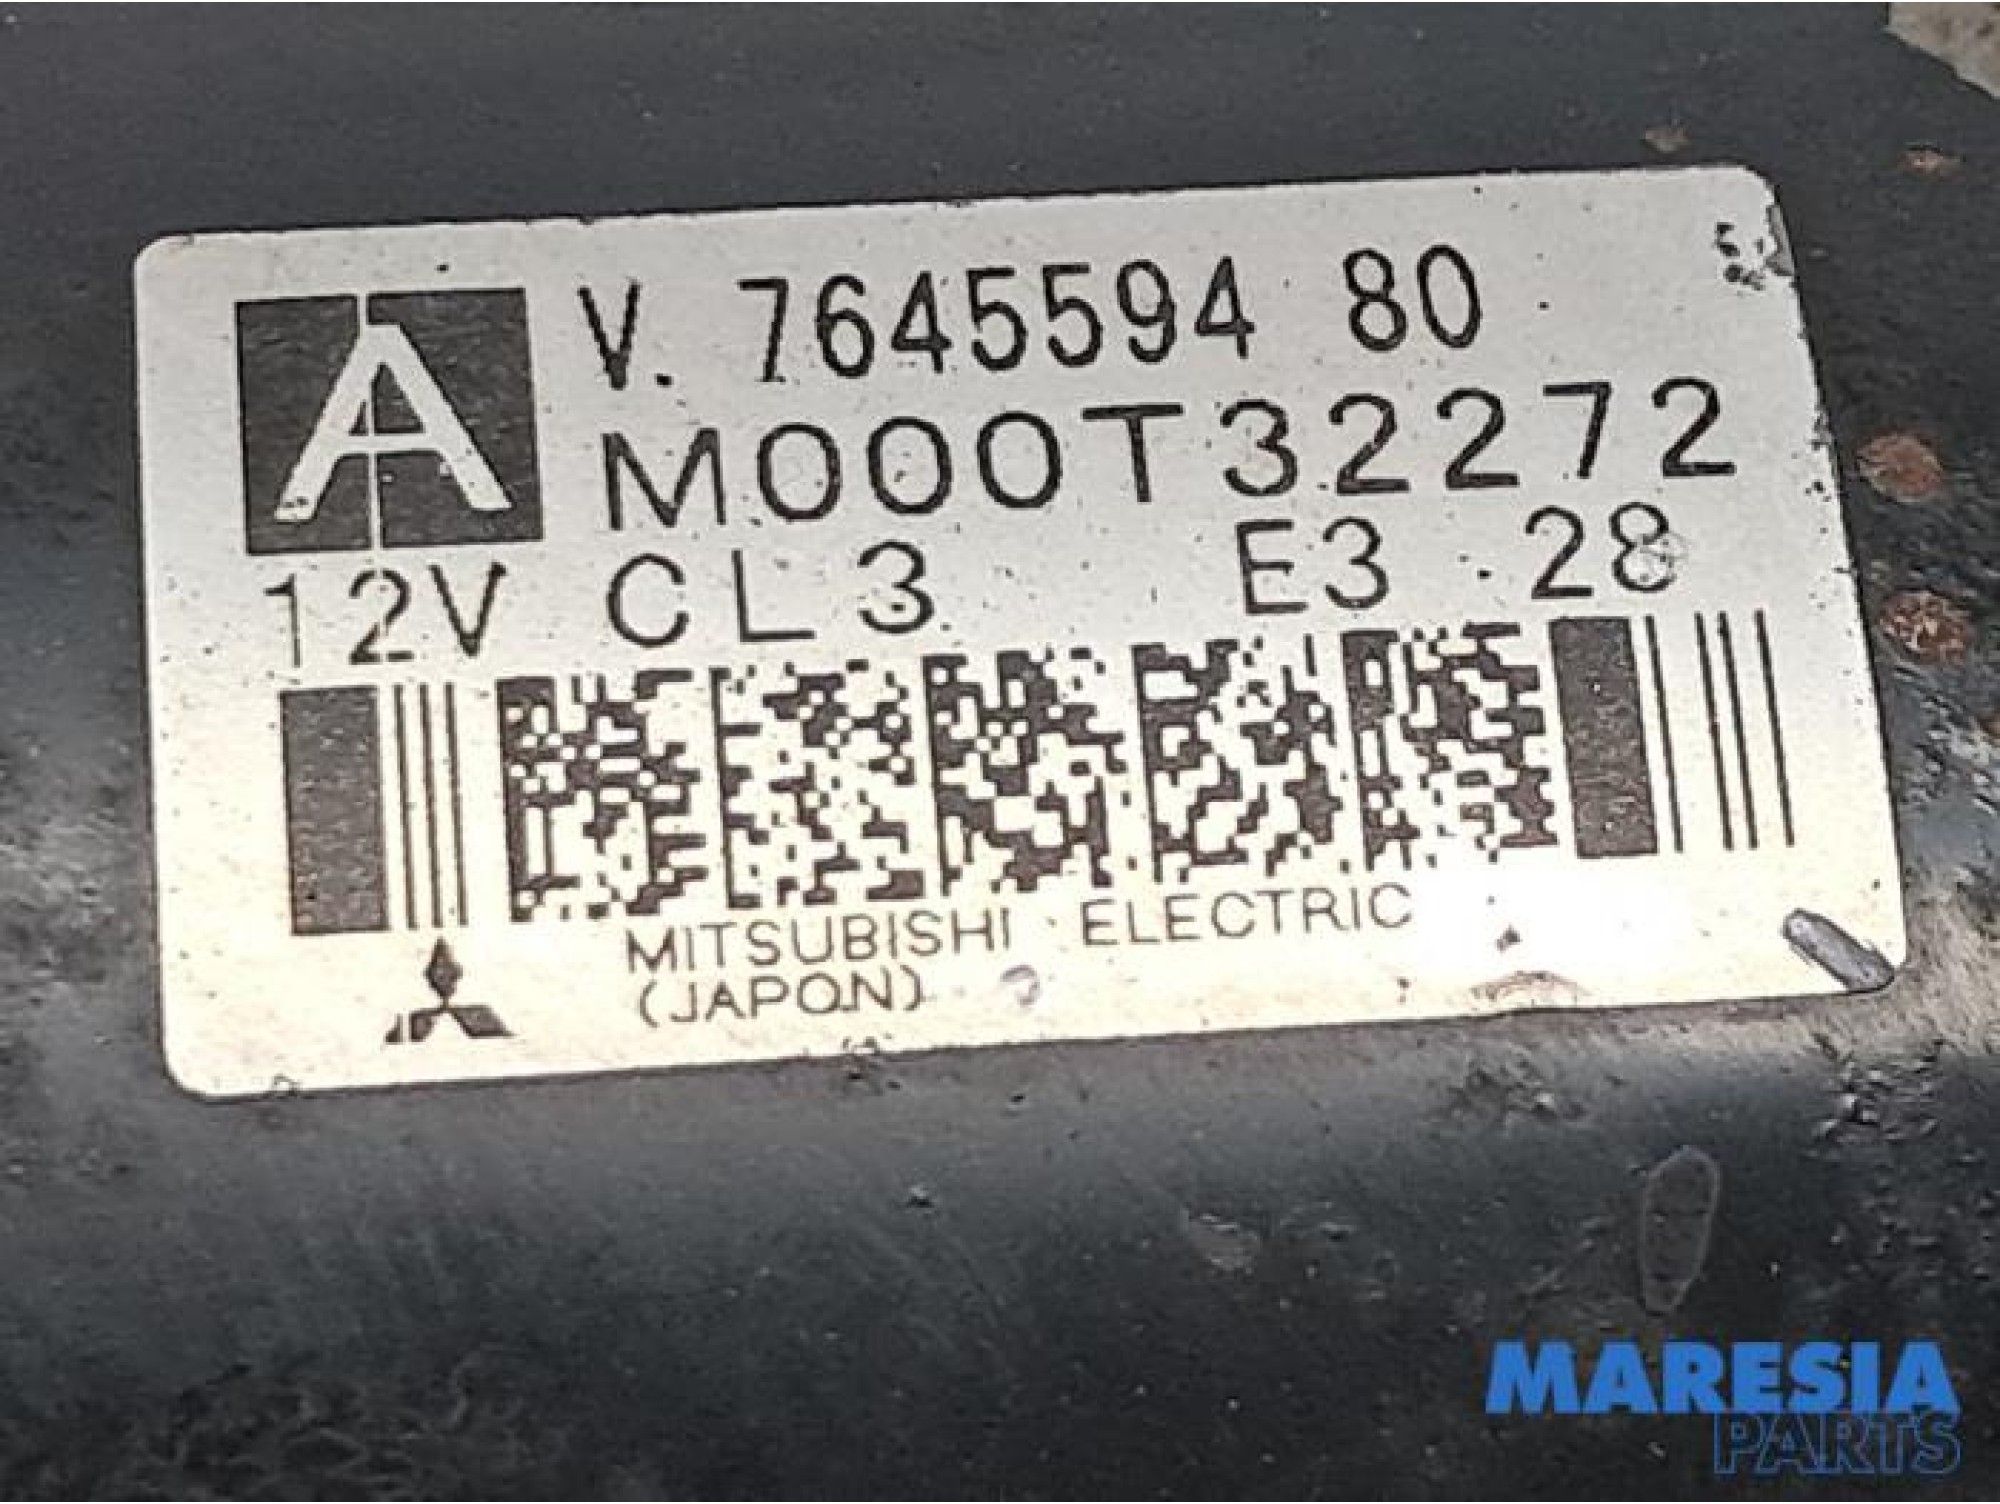 A
V. 7645594 80
M000T32272
12V CL3 E3 28
MITSUBISHI ELECTRIC
(JAPON)
MARESIA
PARTS